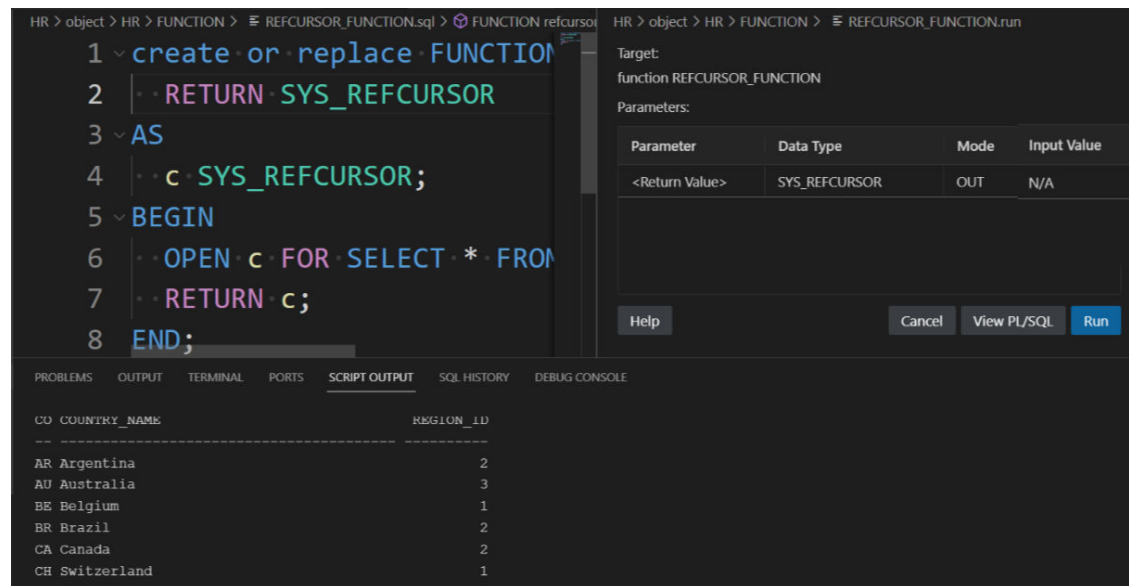 HR > object > HR > FUNCTION > REFCURSOR_FUNCTION.sql > FUNCTION refcursor
1 create or replace FUNCTION
2 RETURN SYS_REFCURSOR
3 AS
4 c SYS_REFCURSOR;
5 BEGIN
6 OPEN c FOR SELECT * FROM
7 RETURN c;
8 END;
HR > object > HR > FUNCTION > REFCURSOR_FUNCTION.run
Target:
function REFCURSOR_FUNCTION
Parameters:
Parameter Data Type Mode Input Value
<Return Value> SYS_REFCURSOR OUT N/A
Help Cancel View PL/SQL Run
PROBLEMS OUTPUT TERMINAL PORTS SCRIPT OUTPUT SQL HISTORY DEBUG CONSOLE
CO COUNTRY_NAME REGION_ID
-- ---------------------------------------- ----------
AR Argentina 2
AU Australia 3
BE Belgium 1
BR Brazil 2
CA Canada 2
CH Switzerland 1